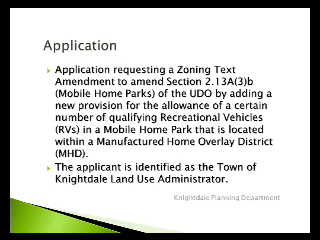 Application
Application requesting a Zoning Text
Amendment to amend Section 2.13A(3)b
(Mobile Home Parks) of the UDO by adding a
new provision for the allowance of a certain
number of qualifying Recreational Vehicles
(RVs) in a Mobile Home Park that is located
within a Manufactured Home Overlay District
(MHD).
The applicant is identified as the Town of
Knightdale Land Use Administrator.
Knightdale Planning Department